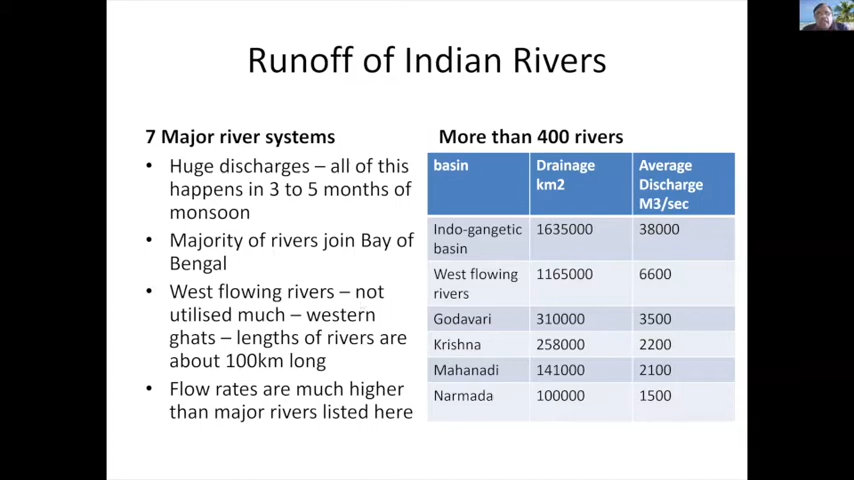 Runoff of Indian Rivers
7 Major river systems
• Huge discharges – all of this
happens in 3 to 5 months of
monsoon
• Majority of rivers join Bay of
Bengal
• West flowing rivers – not
utilised much – western
ghats – lengths of rivers are
about 100km long
• Flow rates are much higher
than major rivers listed here
More than 400 rivers
basin Drainage Average
km2 Discharge
M3/sec
Indo-gangetic 1635000 38000
basin
West flowing 1165000 6600
rivers
Godavari 310000 3500
Krishna 258000 2200
Mahanadi 141000 2100
Narmada 100000 1500